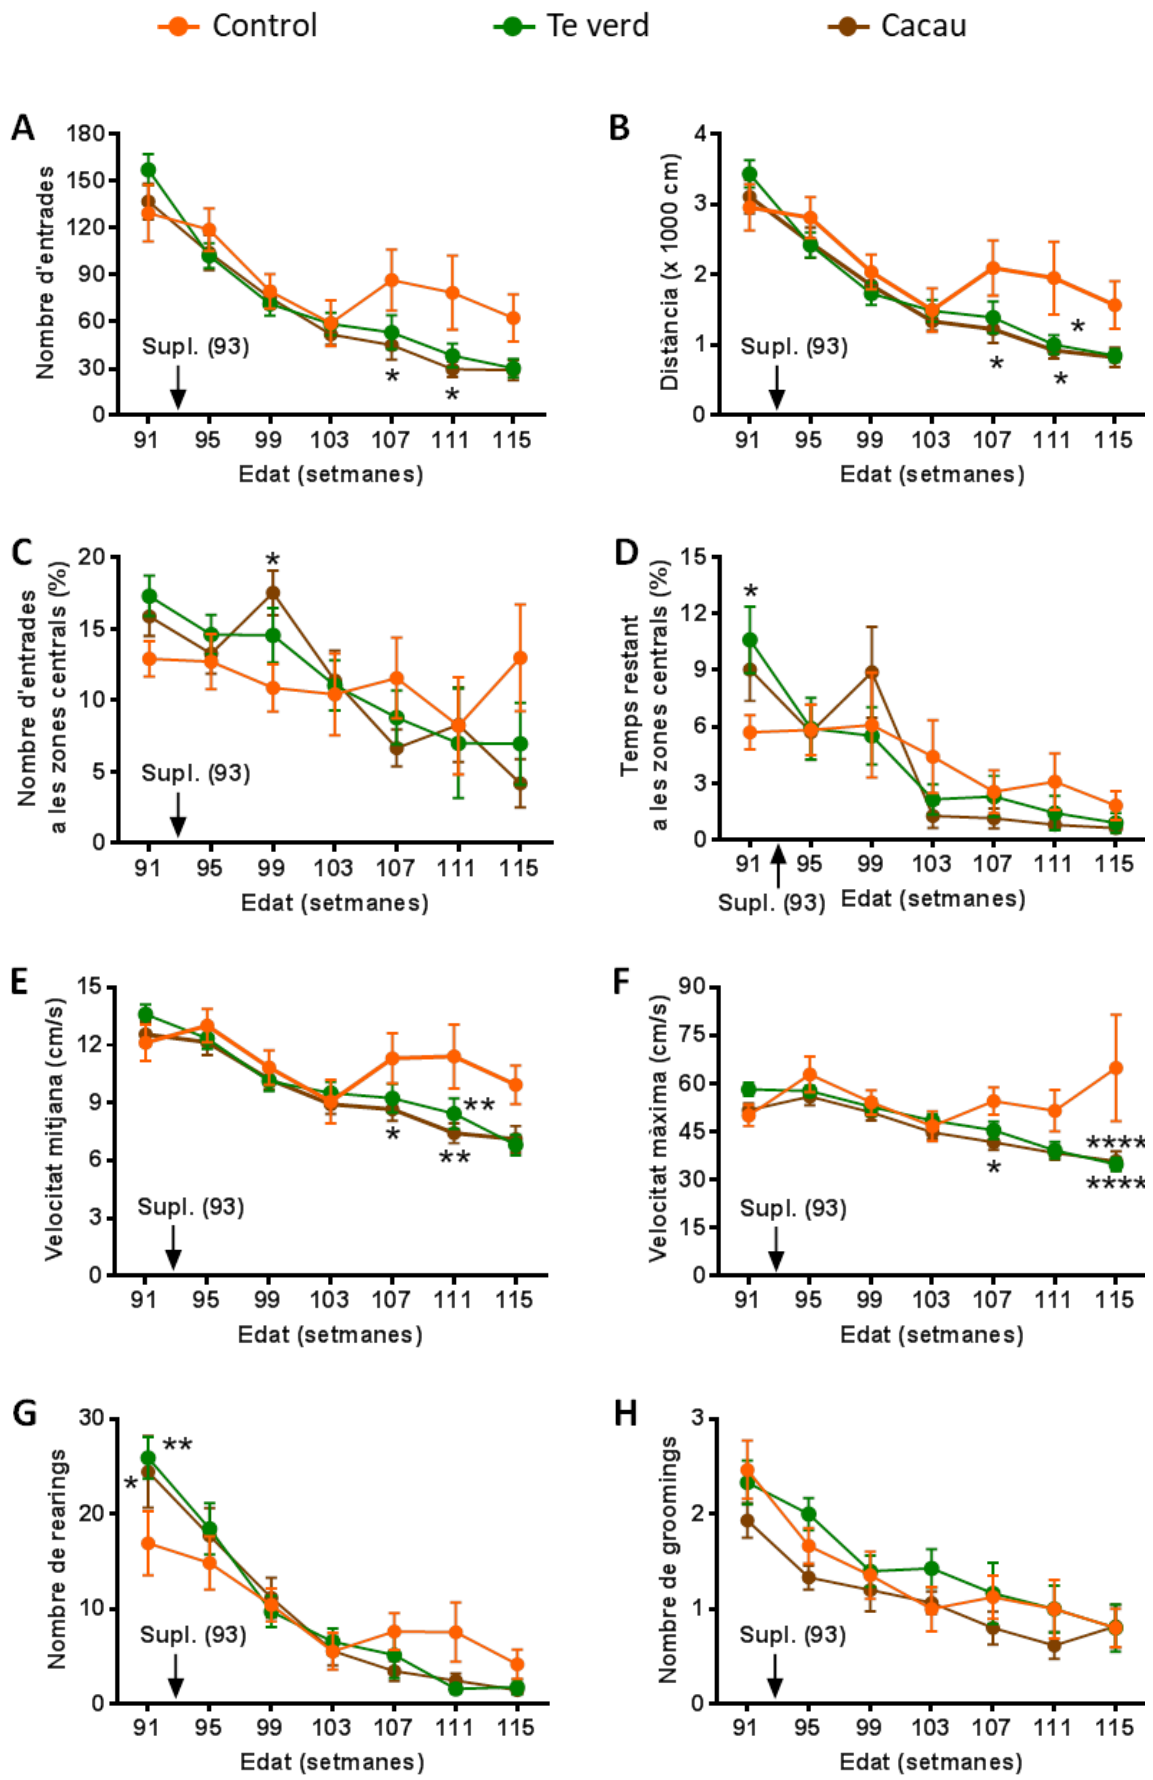 Control Te verd Cacau
A
Nombre d'entrades
180
150
120
90
60
30
0
Supl. (93)
*
*
91 95 99 103 107 111 115
Edat (setmanes)
B
Distància (x 1000 cm)
4
3
2
1
0
Supl. (93)
*
*
*
91 95 99 103 107 111 115
Edat (setmanes)
C
Nombre d'entrades
a les zones centrals (%)
20
15
10
5
0
*
Supl. (93)
91 95 99 103 107 111 115
Edat (setmanes)
D
Temps restant
a les zones centrals (%)
15
12
9
6
3
0
*
91 95 99 103 107 111 115
Supl. (93) Edat (setmanes)
E
Velocitat mitjana (cm/s)
15
12
9
6
3
0
**
*
**
Supl. (93)
91 95 99 103 107 111 115
Edat (setmanes)
F
Velocitat màxima (cm/s)
90
75
60
45
30
15
0
****
*
****
Supl. (93)
91 95 99 103 107 111 115
Edat (setmanes)
G
Nombre de rearings
30
20
10
0
**
*
Supl. (93)
91 95 99 103 107 111 115
Edat (setmanes)
H
Nombre de groomings
3
2
1
0
Supl. (93)
91 95 99 103 107 111 115
Edat (setmanes)